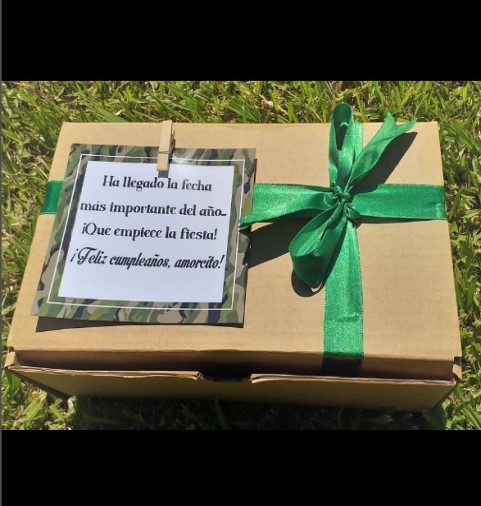 Ha llegado la fecha
más importante del año...
¡Que empiece la fiesta!
¡Feliz cumpleaños, amorcito!